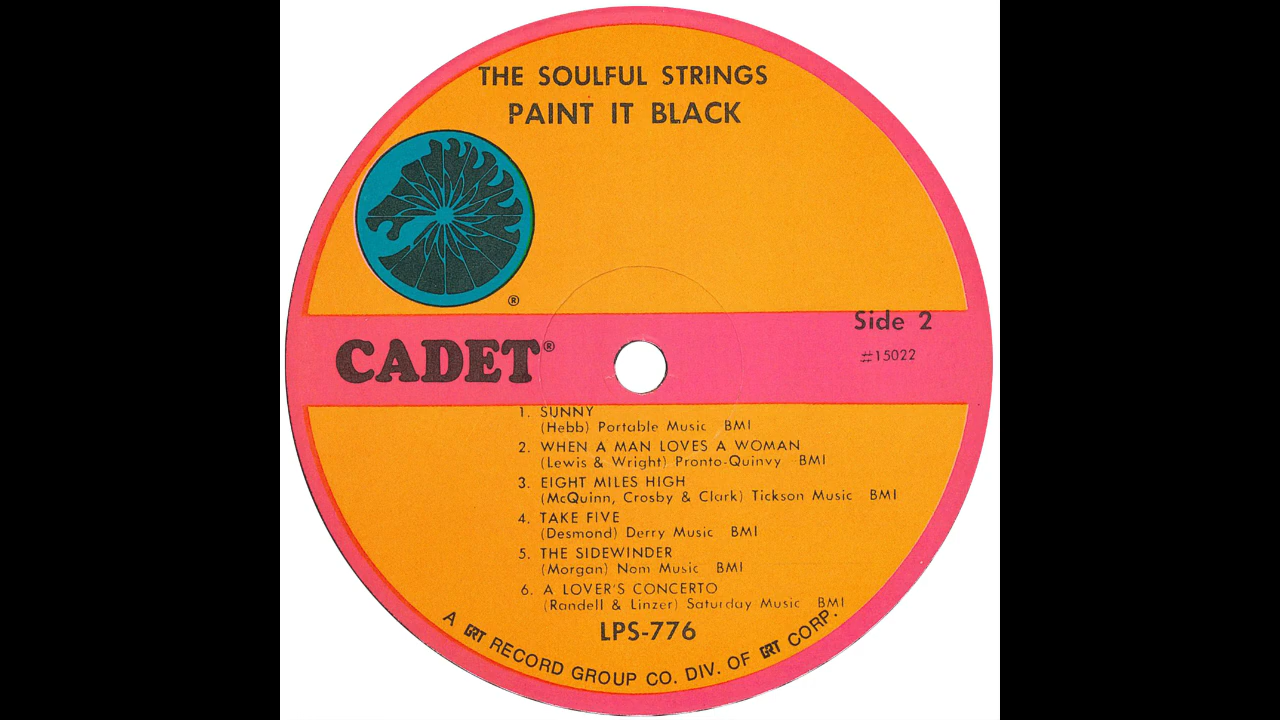 THE SOULFUL STRINGS
PAINT IT BLACK
®
CADET®
Side 2
#15022
1. SUNNY
(Hebb) Portable Music BMI
2. WHEN A MAN LOVES A WOMAN
(Lewis & Wright) Pronto-Quinvy BMI
3. EIGHT MILES HIGH
(McQuinn, Crosby & Clark) Tickson Music BMI
4. TAKE FIVE
(Desmond) Derry Music BMI
5. THE SIDEWINDER
(Morgan) Nom Music BMI
6. A LOVER'S CONCERTO
(Randell & Linzer) Saturday Music BMI
LPS-776
A GRT RECORD GROUP CO. DIV. OF GRT CORP.